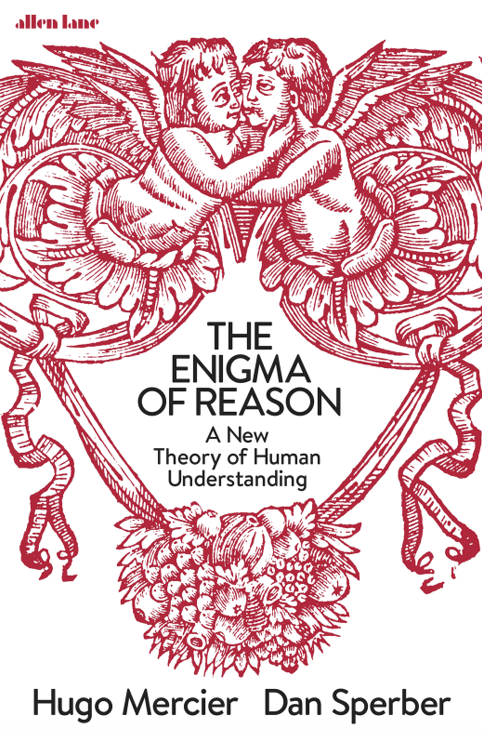 allen lane
THE
ENIGMA
OF REASON
A New
Theory of Human
Understanding
Hugo Mercier Dan Sperber